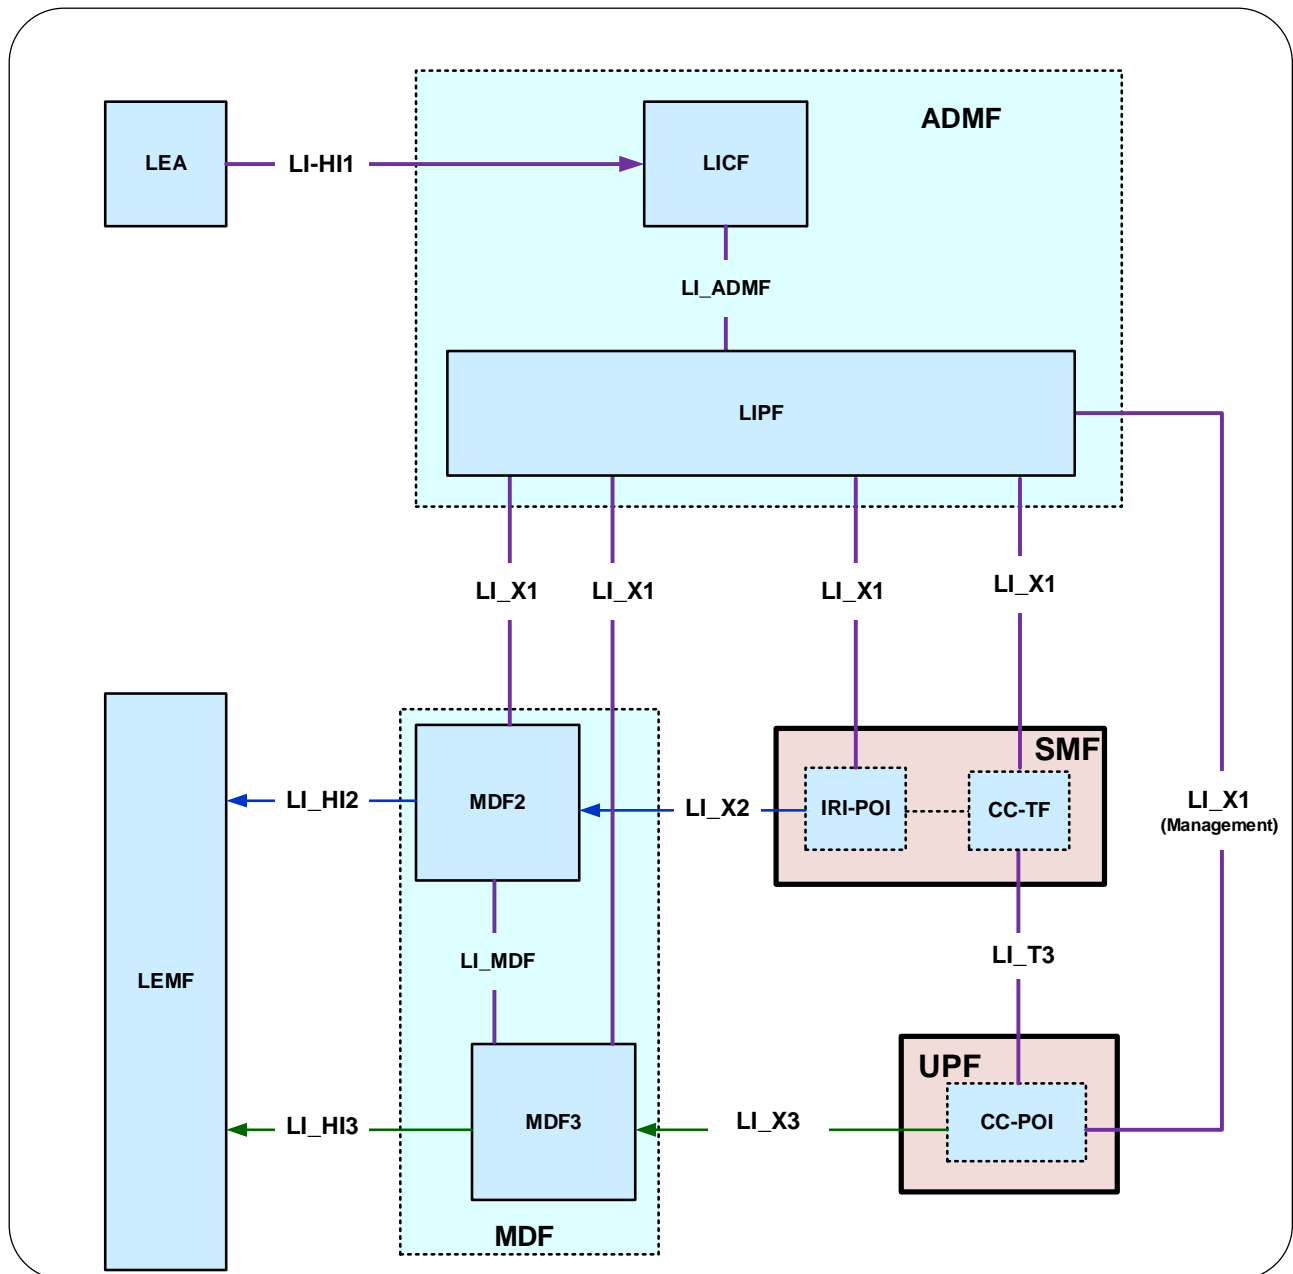 ADMF
LEA
LI-HI1
LICF
LI_ADMF
LIPF
LI_X1
LI_X1
LI_X1
LI_X1
SMF
LI_HI2
MDF2
LI_X2
IRI-POI
CC-TF
LI_X1
(Management)
LI_MDF
LI_T3
LEMF
UPF
LI_HI3
MDF3
LI_X3
CC-POI
MDF